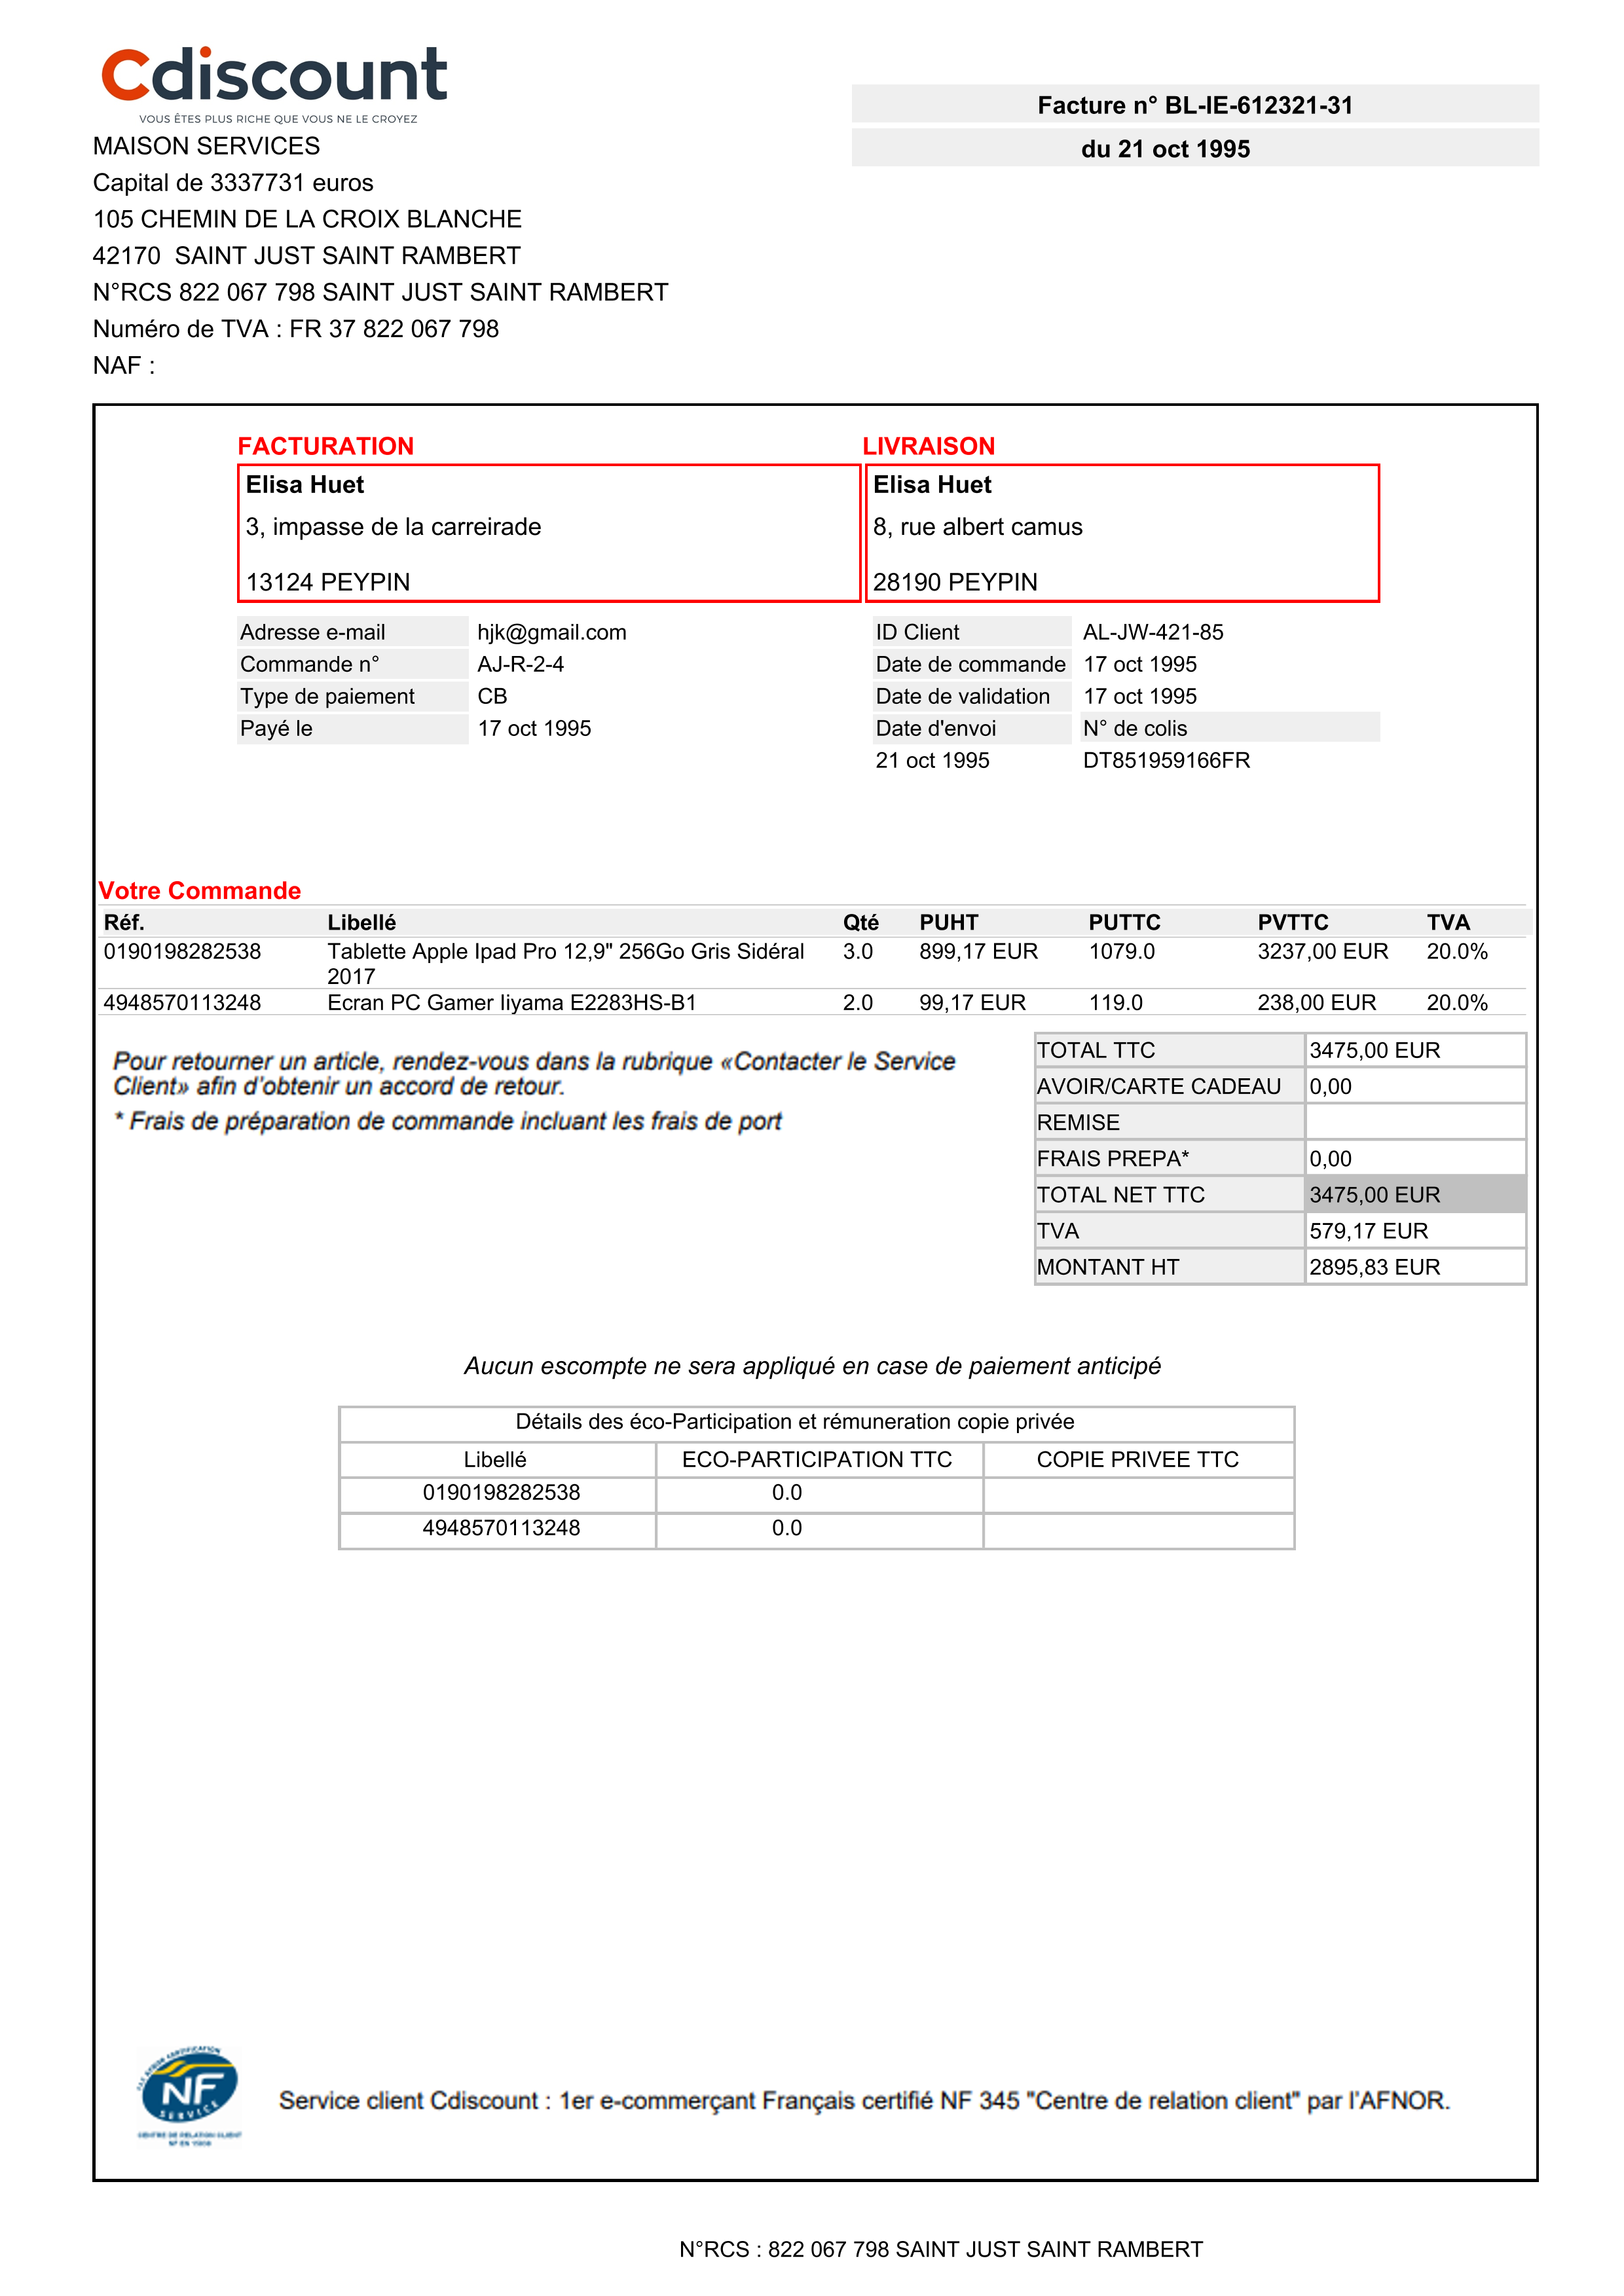 Cdiscount
VOUS ÊTES PLUS RICHE QUE VOUS NE LE CROYEZ
Facture n° BL-IE-612321-31
du 21 oct 1995
MAISON SERVICES
Capital de 3337731 euros
105 CHEMIN DE LA CROIX BLANCHE
42170 SAINT JUST SAINT RAMBERT
N°RCS 822 067 798 SAINT JUST SAINT RAMBERT
Numéro de TVA : FR 37 822 067 798
NAF :
FACTURATION
Elisa Huet
3, impasse de la carreirade
13124 PEYPIN
LIVRAISON
Elisa Huet
8, rue albert camus
28190 PEYPIN
Adresse e-mail hjk@gmail.com
Commande n° AJ-R-2-4
Type de paiement CB
Payé le 17 oct 1995
ID Client AL-JW-421-85
Date de commande 17 oct 1995
Date de validation 17 oct 1995
Date d'envoi N° de colis
21 oct 1995 DT851959166FR
Votre Commande
Réf. Libellé Qté PUHT PUTTC PVTTC TVA
0190198282538 Tablette Apple Ipad Pro 12,9" 256Go Gris Sidéral 3.0 899,17 EUR 1079.0 3237,00 EUR 20.0%
2017
4948570113248 Ecran PC Gamer Iiyama E2283HS-B1 2.0 99,17 EUR 119.0 238,00 EUR 20.0%
Pour retourner un article, rendez-vous dans la rubrique «Contacter le Service
Client» afin d'obtenir un accord de retour.
* Frais de préparation de commande incluant les frais de port
TOTAL TTC 3475,00 EUR
AVOIR/CARTE CADEAU 0,00
REMISE
FRAIS PREPA* 0,00
TOTAL NET TTC 3475,00 EUR
TVA 579,17 EUR
MONTANT HT 2895,83 EUR
Aucun escompte ne sera appliqué en case de paiement anticipé
Détails des éco-Participation et rémuneration copie privée
Libellé ECO-PARTICIPATION TTC COPIE PRIVEE TTC
0190198282538 0.0
4948570113248 0.0
NF
SERVICE
CENTRE DE RELATION CLIENT
Service client Cdiscount : 1er e-commerçant Français certifié NF 345 "Centre de relation client" par l'AFNOR.
N°RCS : 822 067 798 SAINT JUST SAINT RAMBERT